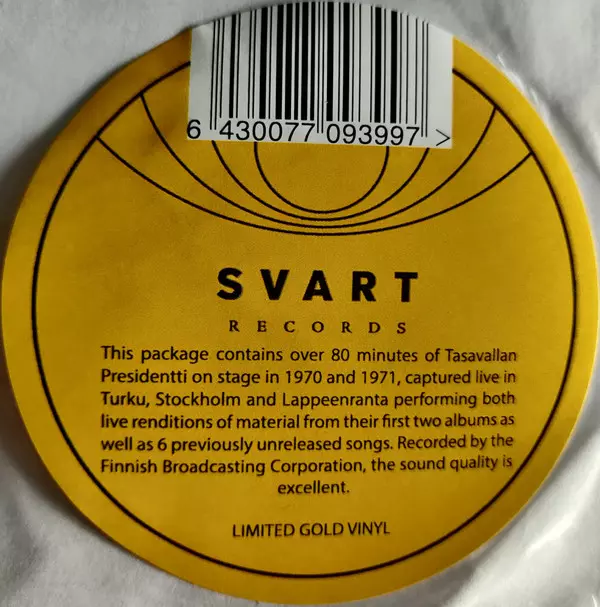 6 430077 093997 >
SVART
RECORDS
This package contains over 80 minutes of Tasavallan
Presidentti on stage in 1970 and 1971, captured live in
Turku, Stockholm and Lappeenranta performing both
live renditions of material from their first two albums as
well as 6 previously unreleased songs. Recorded by the
Finnish Broadcasting Corporation, the sound quality is
excellent.
LIMITED GOLD VINYL